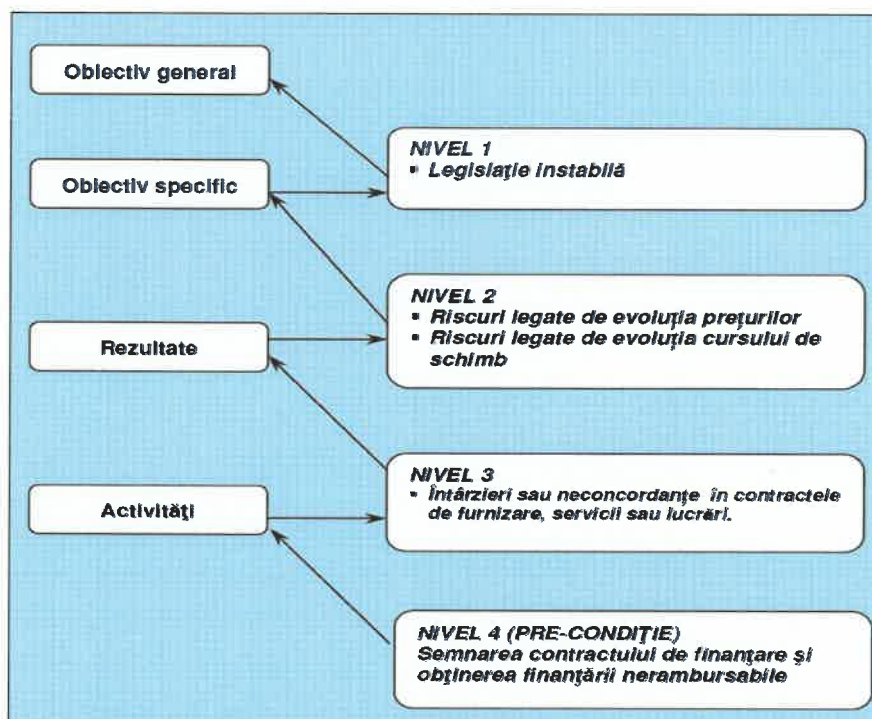 Obiectiv general
NIVEL 1
▪ Legislaţie instabilă
Obiectiv specific
NIVEL 2
▪ Riscuri legate de evoluţia preţurilor
▪ Riscuri legate de evoluţia cursului de
schimb
Rezultate
NIVEL 3
▪ Întârzieri sau neconcordanţe în contractele
de furnizare, servicii sau lucrări.
Activităţi
NIVEL 4 (PRE-CONDIŢIE)
Semnarea contractului de finanţare şi
obţinerea finanţării nerambursabile